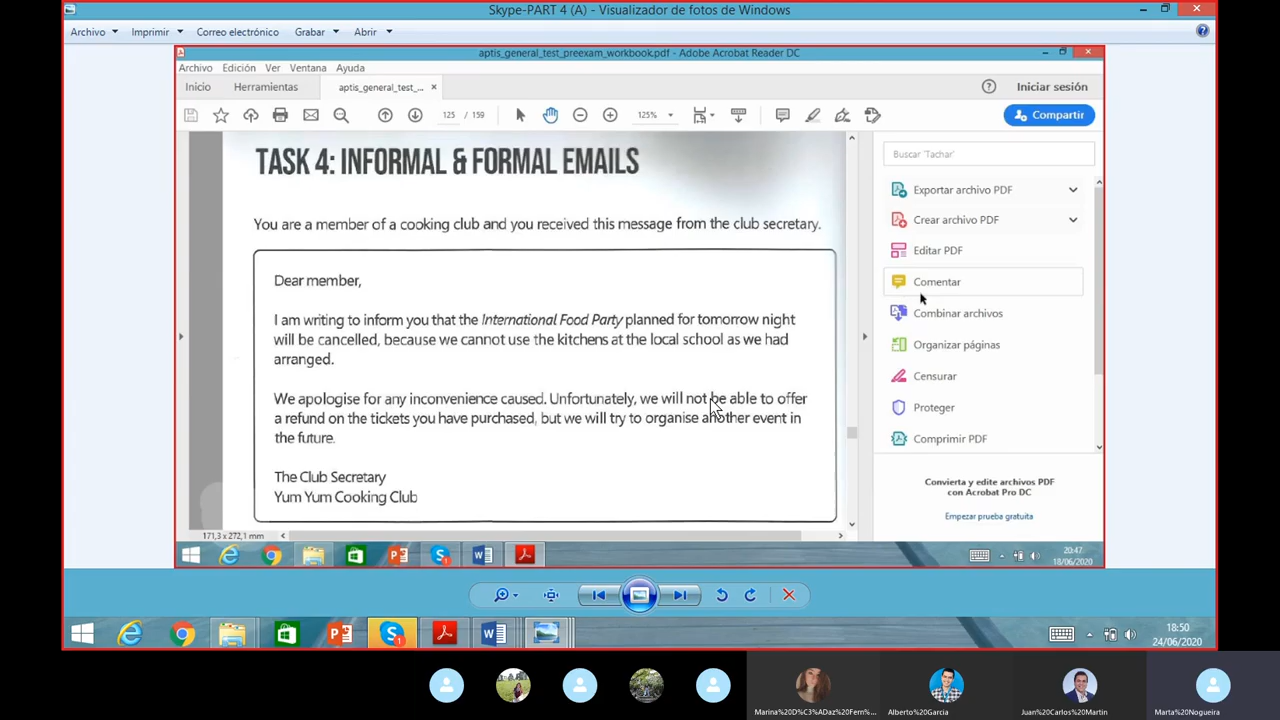 Skype-PART 4 (A) - Visualizador de fotos de Windows
Archivo Imprimir Correo electrónico Grabar Abrir
aptis_general_test_preexam_workbook.pdf - Adobe Acrobat Reader DC
Archivo Edición Ver Ventana Ayuda
Inicio Herramientas aptis_general_test_... × Iniciar sesión
125 / 159 125% Compartir
TASK 4: INFORMAL & FORMAL EMAILS
You are a member of a cooking club and you received this message from the club secretary.
Dear member,
I am writing to inform you that the International Food Party planned for tomorrow night
will be cancelled, because we cannot use the kitchens at the local school as we had
arranged.
We apologise for any inconvenience caused. Unfortunately, we will not be able to offer
a refund on the tickets you have purchased, but we will try to organise another event in
the future.
The Club Secretary
Yum Yum Cooking Club
171,3 x 272,1 mm
Buscar 'Tachar'
Exportar archivo PDF
Crear archivo PDF
Editar PDF
Comentar
Combinar archivos
Organizar páginas
Censurar
Proteger
Comprimir PDF
Convierta y edite archivos PDF
con Acrobat Pro DC
Empezar prueba gratuita
20:47
18/06/2020
18:50
24/06/2020
Marina%20D%C3%ADaz%20Fern%...
Alberto%20Garcia
Juan%20Carlos%20Martin
Marta%20Nogueira